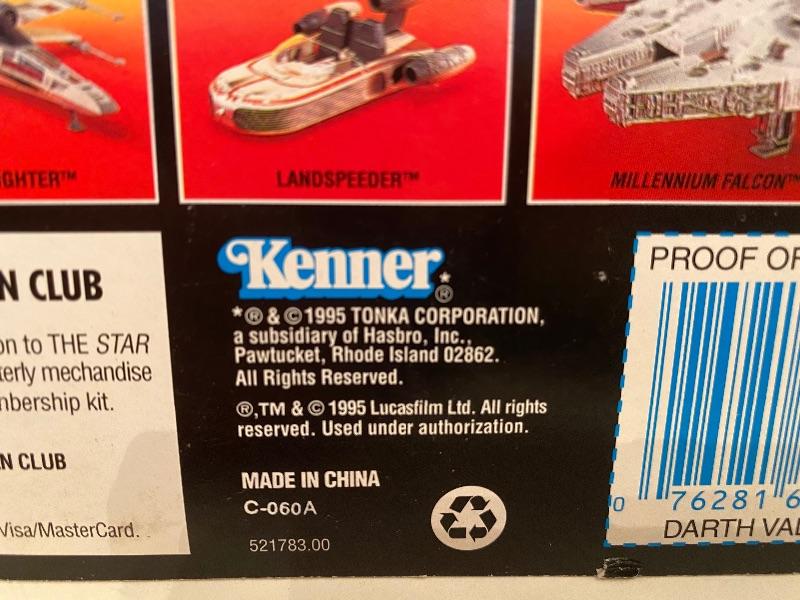 GHTER™
LANDSPEEDER™
MILLENNIUM FALCON™
N CLUB
on to THE STAR
terly mechandise
nbership kit.
N CLUB
Visa/MasterCard.
Kenner*®
*® & © 1995 TONKA CORPORATION,
a subsidiary of Hasbro, Inc.,
Pawtucket, Rhode Island 02862.
All Rights Reserved.
®,TM & © 1995 Lucasfilm Ltd. All rights
reserved. Used under authorization.
MADE IN CHINA
C-060A
521783.00
PROOF OF
0 76281 6
DARTH VAD